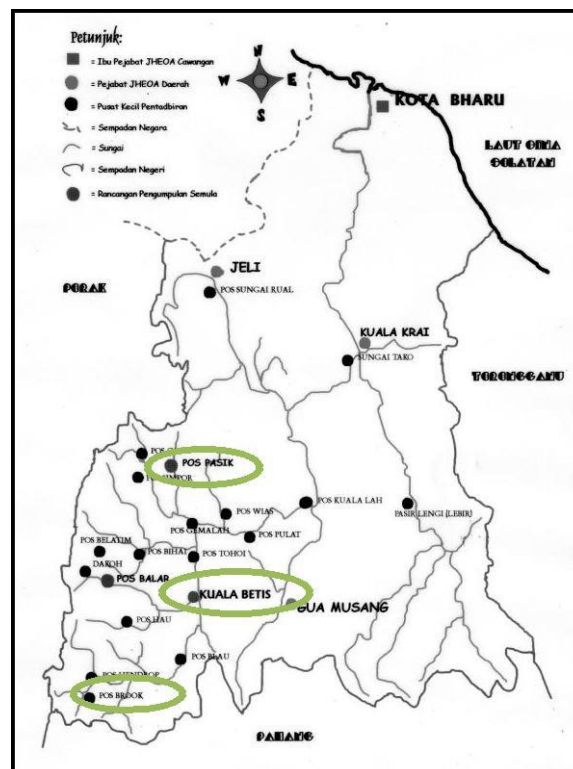 Petunjuk:
= Ibu Pejabat JHEOA Cawangan
= Pejabat JHEOA Daerah
= Pusat Kecil Pentadbiran
= Sempadan Negara
= Sungai
= Sempadan Negeri
= Rancangan Pengumpulan Semula
N
W E
S
KOTA BHARU
LAUT CINA
SELATAN
JELI
POS SUNGAI RUAL
PERAK
KUALA KRAI
SUNGAI TAKO
TERENGGANU
POS
POS PASIK
POS WIAS
POS KUALA LAH
PASIR LENGI (LEBIR)
POS GEMALAH
POS PULAT
POS BELATIM
POS BIHAI
POS TOHOI
DAKOH
POS BALAR
KUALA BETIS
GUA MUSANG
POS HAU
POS BLAU
POS
POS BROOK
PAHANG